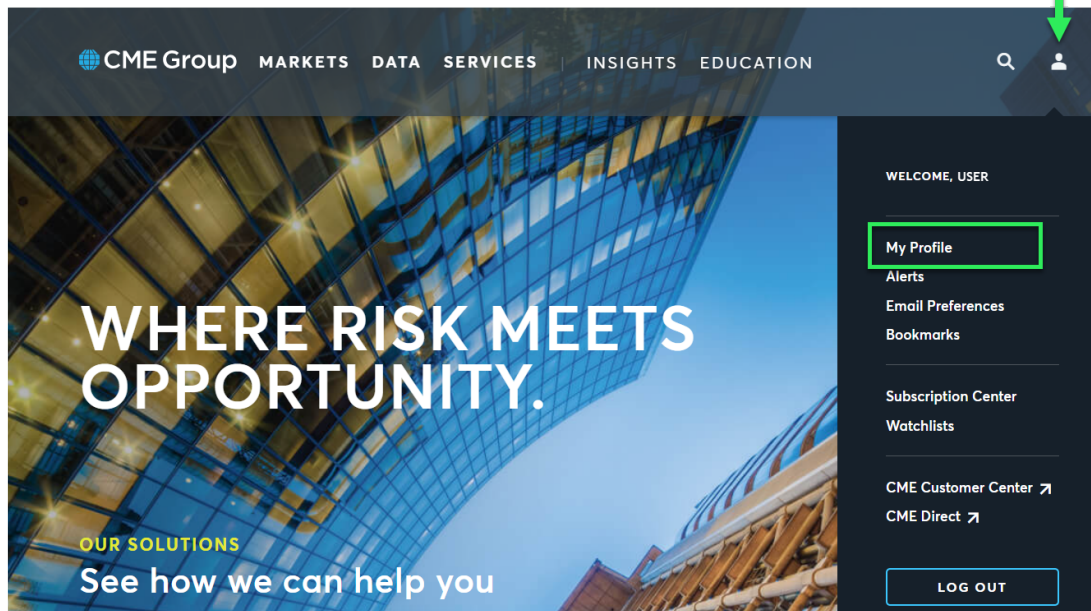 CME Group MARKETS DATA SERVICES | INSIGHTS EDUCATION
WELCOME, USER
My Profile
Alerts
Email Preferences
Bookmarks
Subscription Center
Watchlists
CME Customer Center
CME Direct
LOG OUT
WHERE RISK MEETS
OPPORTUNITY.
OUR SOLUTIONS
See how we can help you